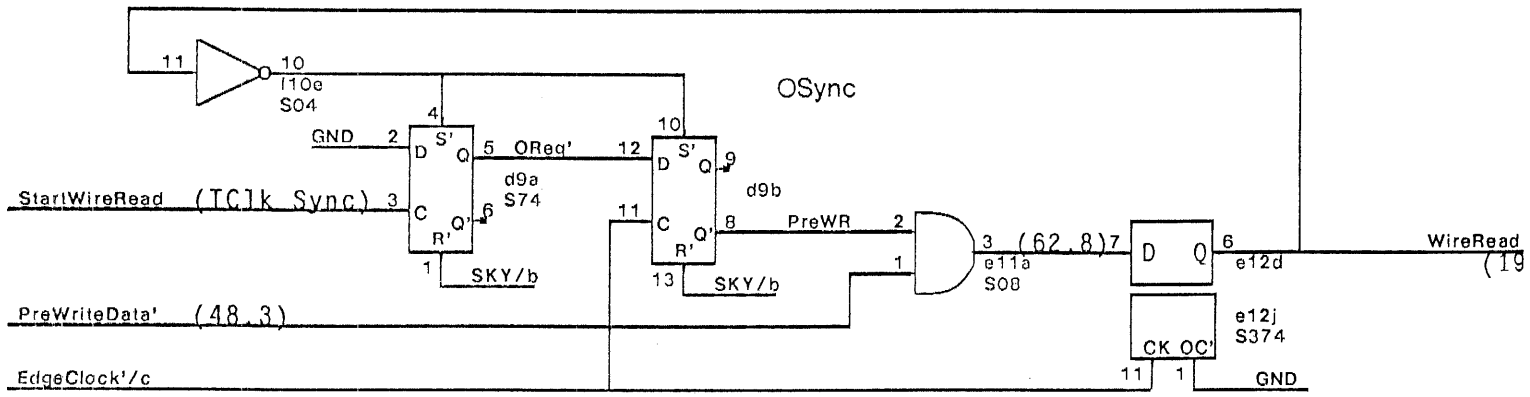 11
10
l10e
S04
OSync
4
S'
GND 2 D Q 5 OReq'
10
S'
12 D Q 9
d9a
S74
d9b
StartWireRead (TClk Sync) 3 C Q' 6
R'
1
SKY/b
11 C Q' 8 PreWR 2
R'
13
SKY/b
1
3 (62.8) 7 D Q 6 WireRead
e11a
S08
e12d
(19
PreWriteData' (48.3)
e12j
S374
CK OC'
EdgeClock'/c
11 1 GND